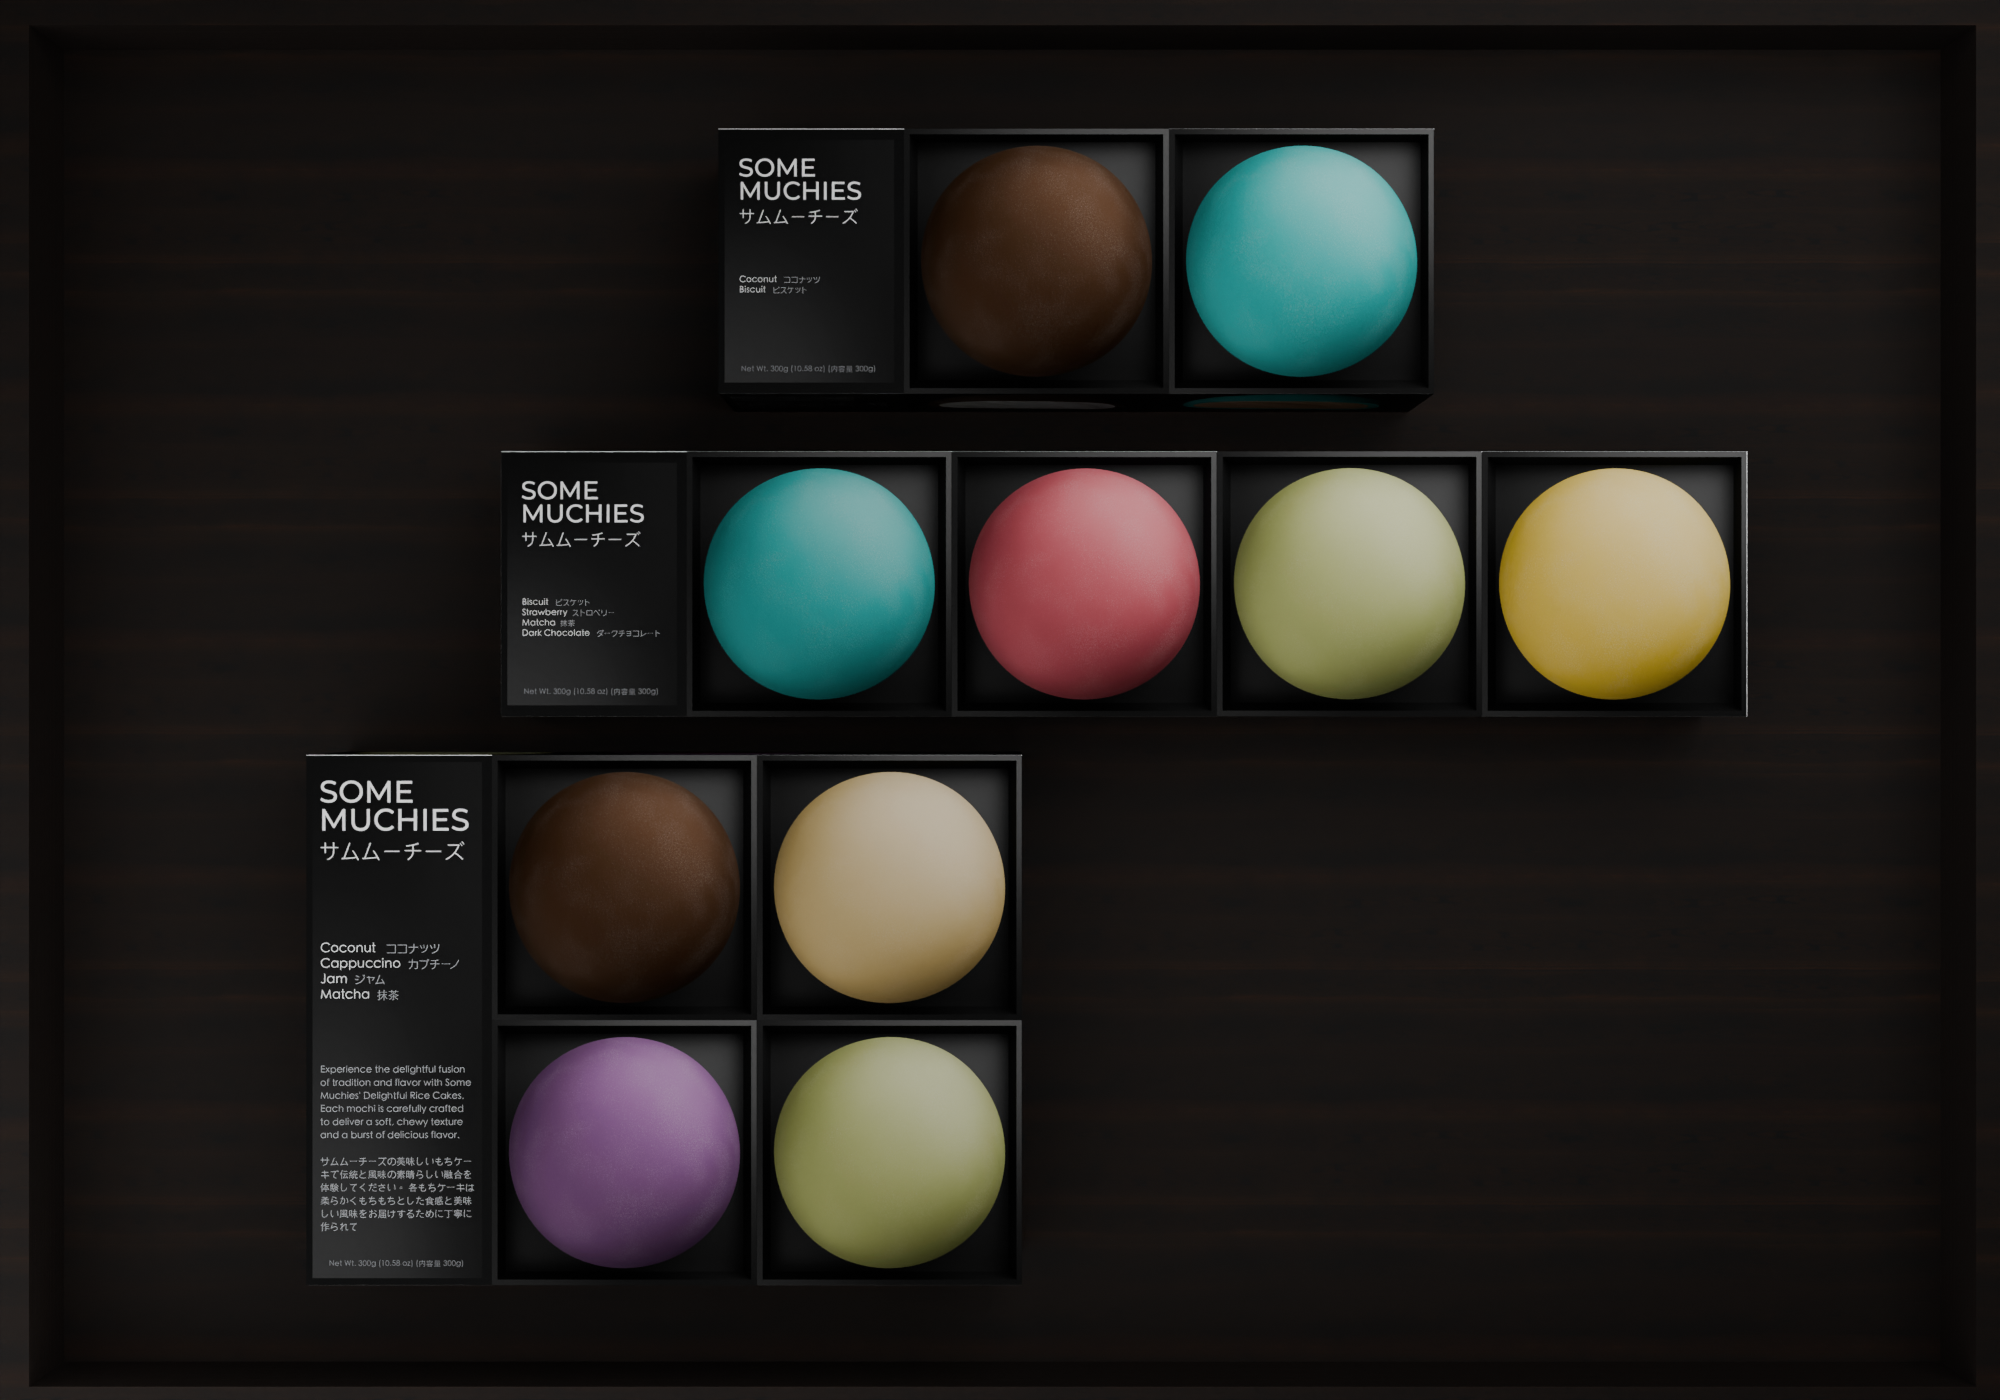 SOME
MUCHIES
サムムーチーズ
Coconut ココナッツ
Biscuit ビスケット
Net Wt. 300g (10.58 oz) (内容量 300g)
SOME
MUCHIES
サムムーチーズ
Biscuit ビスケット
Strawberry ストロベリー
Matcha 抹茶
Dark Chocolate ダークチョコレート
Net Wt. 300g (10.58 oz) (内容量 300g)
SOME
MUCHIES
サムムーチーズ
Coconut ココナッツ
Cappuccino カプチーノ
Jam ジャム
Matcha 抹茶
Experience the delightful fusion
of tradition and flavor with Some
Muchies' Delightful Rice Cakes.
Each mochi is carefully crafted
to deliver a soft, chewy texture
and a burst of delicious flavor.
サムムーチーズの美味しいもちケー
キで伝統と風味の素晴らしい融合を
体験してください。各もちケーキは
柔らかくもちもちとした食感と美味
しい風味をお届けするために丁寧に
作られて
Net Wt. 300g (10.58 oz) (内容量 300g)